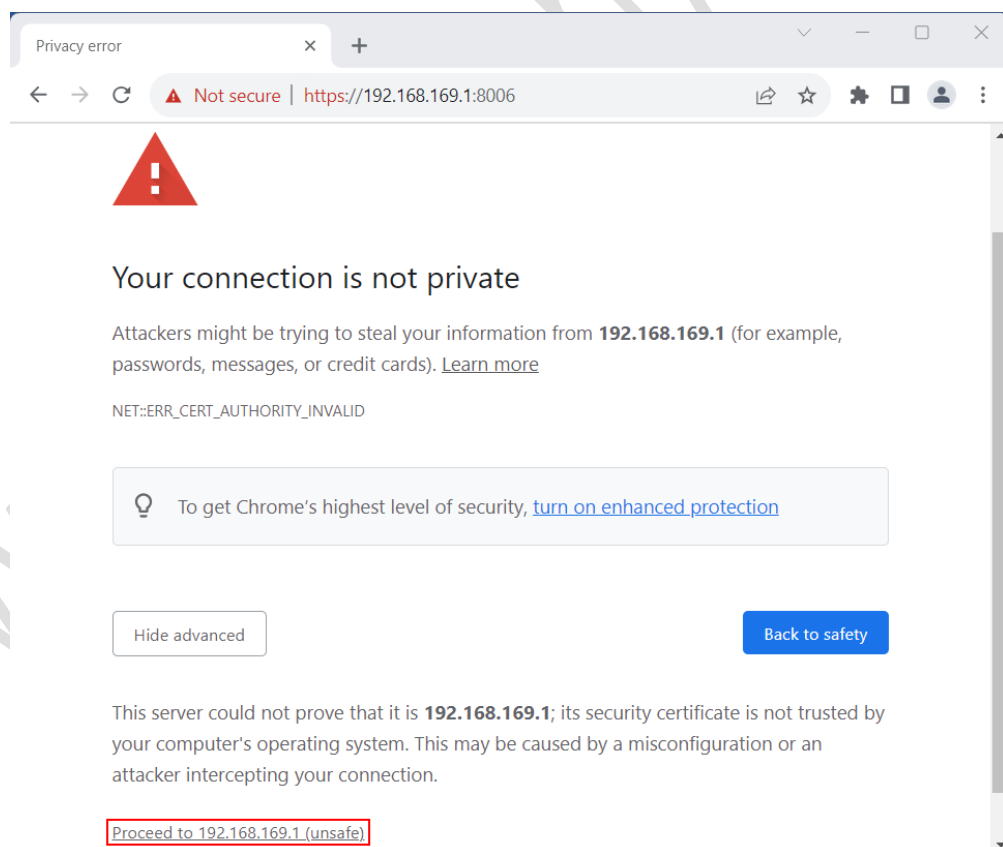 Privacy error
Not secure | https://192.168.169.1:8006
Your connection is not private
Attackers might be trying to steal your information from 192.168.169.1 (for example,
passwords, messages, or credit cards). Learn more
NET::ERR_CERT_AUTHORITY_INVALID
To get Chrome's highest level of security, turn on enhanced protection
Hide advanced
Back to safety
This server could not prove that it is 192.168.169.1; its security certificate is not trusted by
your computer's operating system. This may be caused by a misconfiguration or an
attacker intercepting your connection.
Proceed to 192.168.169.1 (unsafe)